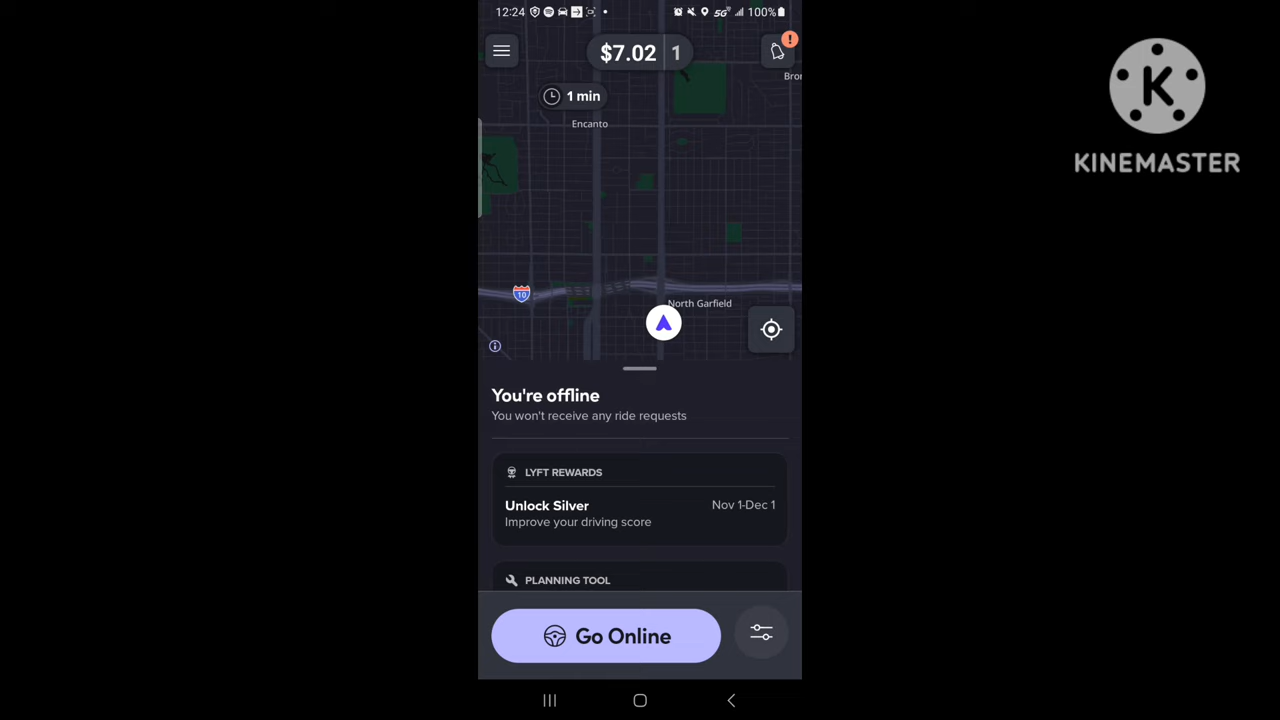 12:24
5G
100%
$7.02 1
!
Bror
1 min
Encanto
10
North Garfield
You're offline
You won't receive any ride requests
LYFT REWARDS
Unlock Silver
Nov 1-Dec 1
Improve your driving score
PLANNING TOOL
Go Online
K
KINEMASTER